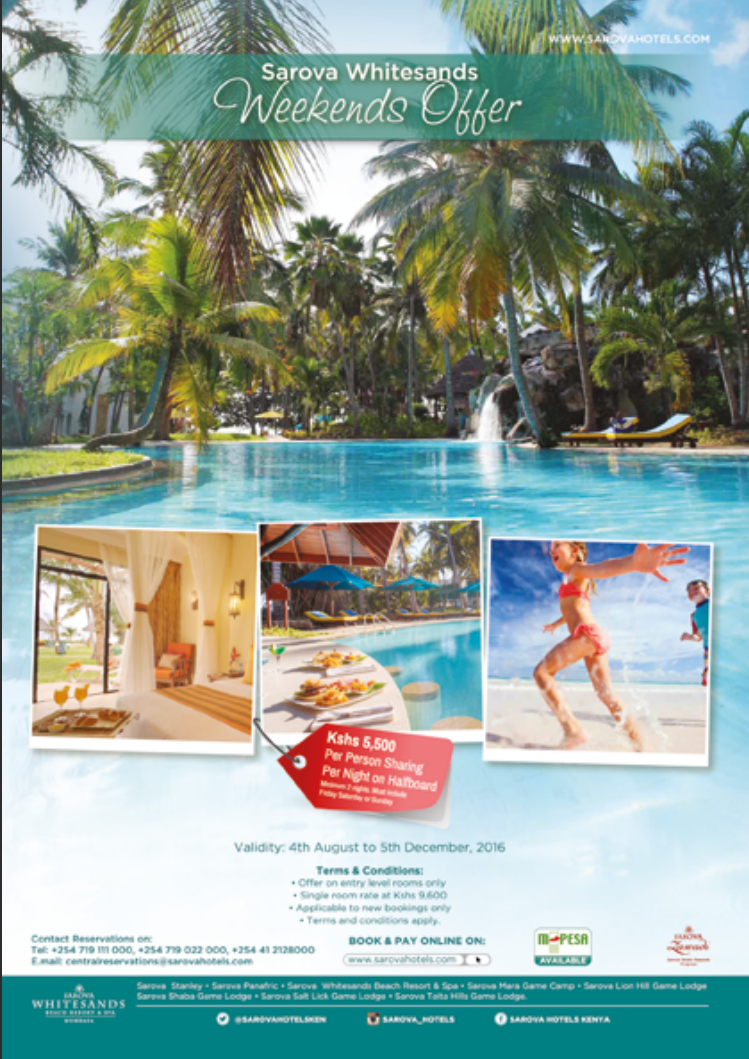 WWW.SAROVAHOTELS.COM
Sarova Whitesands
Weekends Offer
Kshs 5,500
Per Person Sharing
Per Night on Halfboard
Minimum 2 nights. Must include
Friday Saturday or Sunday
Validity: 4th August to 5th December, 2016
Terms & Conditions:
• Offer on entry level rooms only
• Single room rate at Kshs 9,600
• Applicable to new bookings only
• Terms and conditions apply.
Contact Reservations on:
Tel: +254 719 111 000, +254 719 022 000, +254 41 2128000
E.mail: centralreservations@sarovahotels.com
BOOK & PAY ONLINE ON:
www.sarovahotels.com
M-PESA
AVAILABLE
SAROVA
Zawadi
SAROVA
WHITESANDS
BEACH RESORT & SPA
MOMBASA
Sarova Stanley • Sarova Panafric • Sarova Whitesands Beach Resort & Spa • Sarova Mara Game Camp • Sarova Lion Hill Game Lodge
Sarova Shaba Game Lodge • Sarova Salt Lick Game Lodge • Sarova Taita Hills Game Lodge.
@SAROVAHOTELSKEN
SAROVA_HOTELS
SAROVA HOTELS KENYA